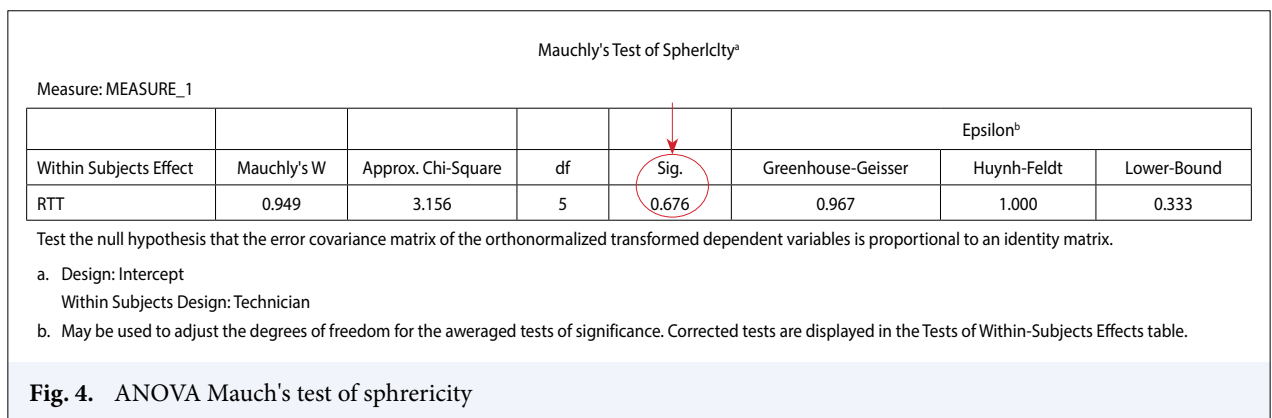 Mauchly's Test of Spherlclty^a
Measure: MEASURE_1
Epsilon^b
Within Subjects Effect Mauchly's W Approx. Chi-Square df Sig. Greenhouse-Geisser Huynh-Feldt Lower-Bound
RTT 0.949 3.156 5 0.676 0.967 1.000 0.333
Test the null hypothesis that the error covariance matrix of the orthonormalized transformed dependent variables is proportional to an identity matrix.
a. Design: Intercept
Within Subjects Design: Technician
b. May be used to adjust the degrees of freedom for the aweraged tests of significance. Corrected tests are displayed in the Tests of Within-Subjects Effects table.
Fig. 4. ANOVA Mauch's test of sphrericity